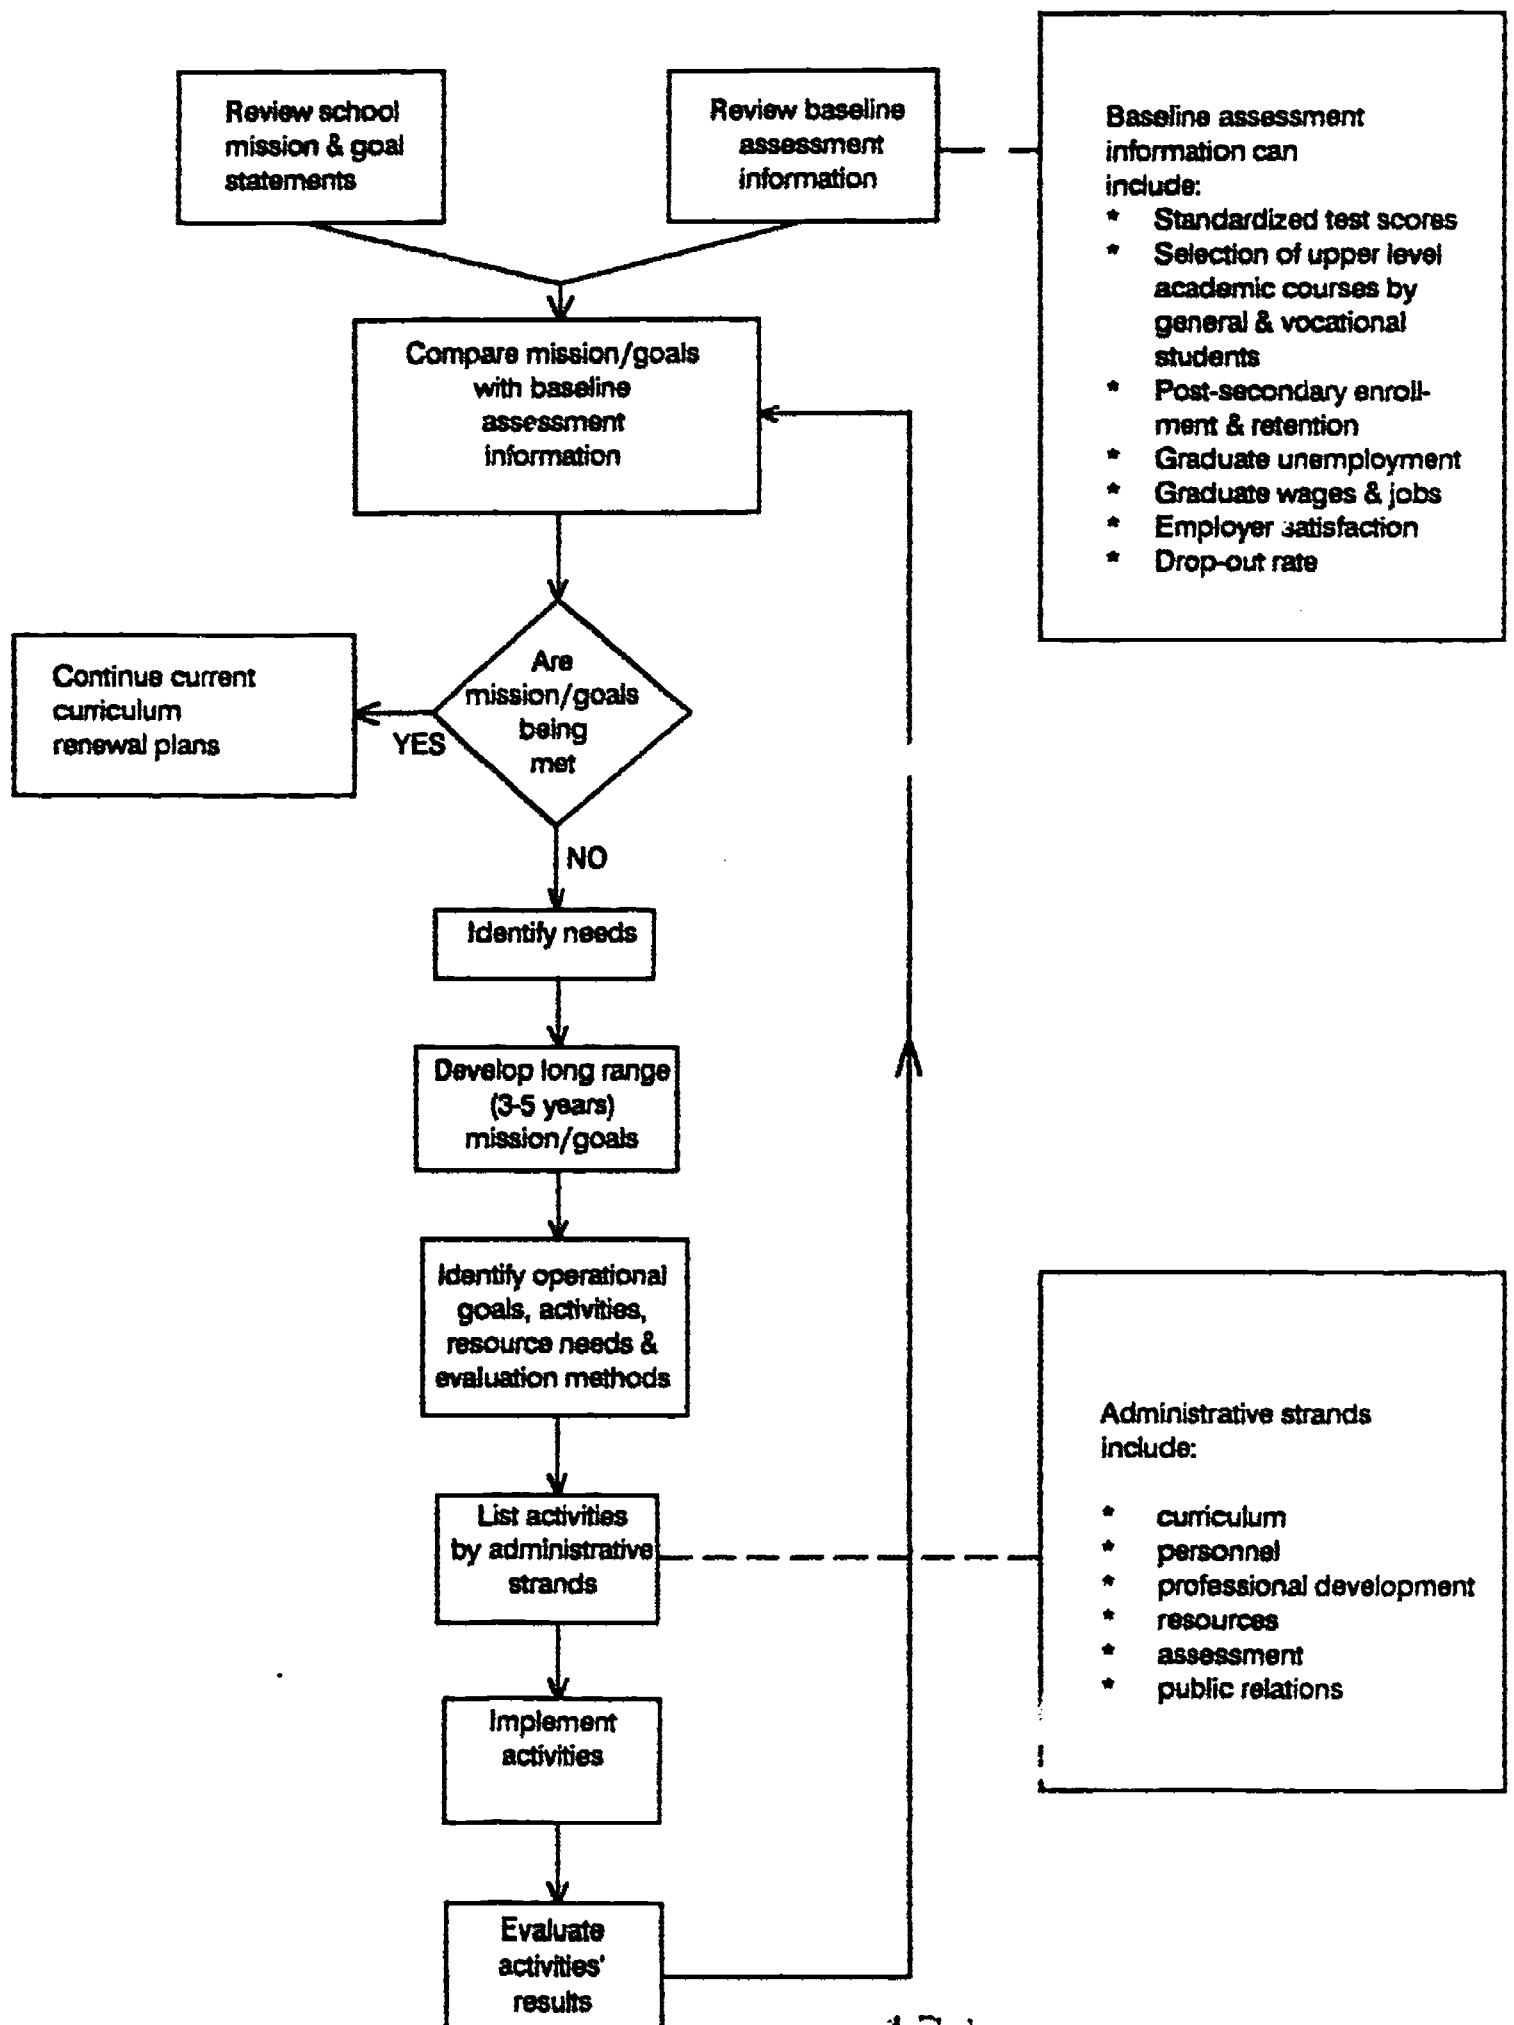 Review school
mission & goal
statements
Review baseline
assessment
information
Baseline assessment
information can
include:
* Standardized test scores
* Selection of upper level
academic courses by
general & vocational
students
* Post-secondary enroll-
ment & retention
* Graduate unemployment
* Graduate wages & jobs
* Employer satisfaction
* Drop-out rate
Compare mission/goals
with baseline
assessment
information
Are
mission/goals
being
met
YES
Continue current
curriculum
renewal plans
NO
Identify needs
Develop long range
(3-5 years)
mission/goals
Identify operational
goals, activities,
resource needs &
evaluation methods
List activities
by administrative
strands
Administrative strands
include:
* curriculum
* personnel
* professional development
* resources
* assessment
* public relations
Implement
activities
Evaluate
activities'
results